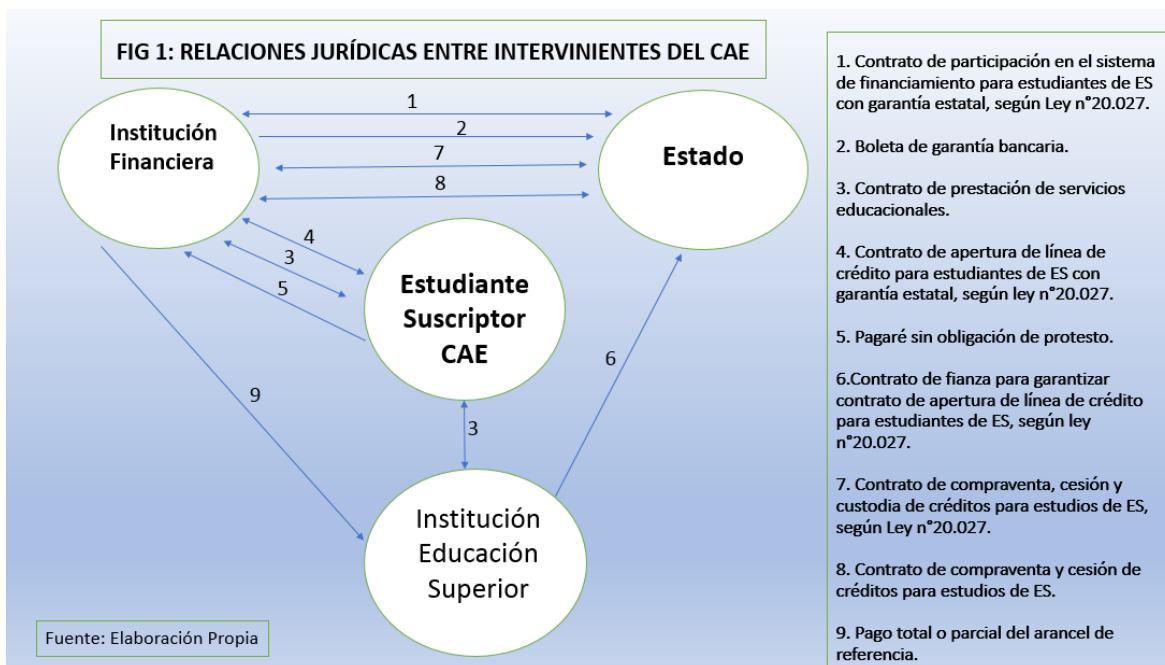 FIG 1: RELACIONES JURÍDICAS ENTRE INTERVINIENTES DEL CAE
Institución
Financiera
Estado
1
2
7
8
4
3
5
Estudiante
Suscriptor
CAE
9
6
3
Institución
Educación
Superior
Fuente: Elaboración Propia
1. Contrato de participación en el sistema
de financiamiento para estudiantes de ES
con garantía estatal, según Ley n°20.027.
2. Boleta de garantía bancaria.
3. Contrato de prestación de servicios
educacionales.
4. Contrato de apertura de línea de
crédito para estudiantes de ES con
garantía estatal, según ley n°20.027.
5. Pagaré sin obligación de protesto.
6.Contrato de fianza para garantizar
contrato de apertura de línea de crédito
para estudiantes de ES, según ley
n°20.027.
7. Contrato de compraventa, cesión y
custodia de créditos para estudios de ES,
según Ley n°20.027.
8. Contrato de compraventa y cesión de
créditos para estudios de ES.
9. Pago total o parcial del arancel de
referencia.